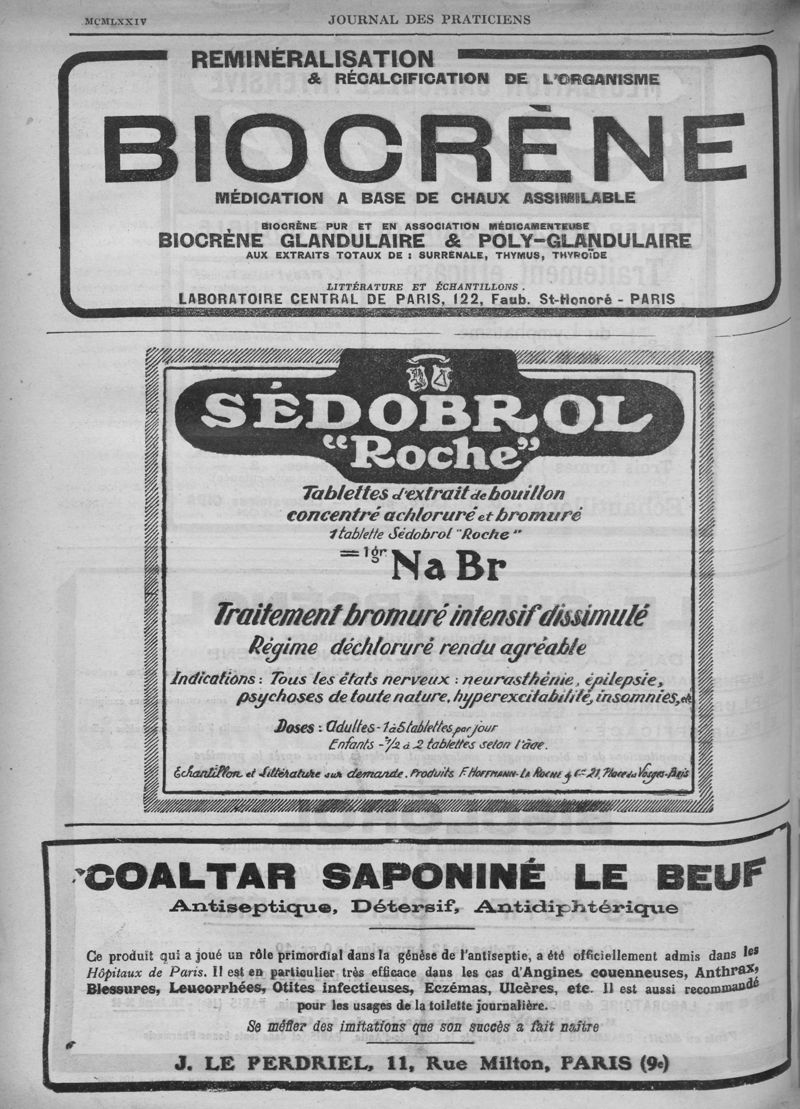 MCMLXXIV
JOURNAL DES PRATICIENS
REMINÉRALISATION
& RÉCALCIFICATION DE L'ORGANISME
BIOCRÈNE
MÉDICATION A BASE DE CHAUX ASSIMILABLE
BIOCRÈNE PUR ET EN ASSOCIATION MÉDICAMENTEUSE
BIOCRÈNE GLANDULAIRE & POLY-GLANDULAIRE
AUX EXTRAITS TOTAUX DE : SURRÉNALE, THYMUS, THYROÏDE
LITTÉRATURE ET ÉCHANTILLONS.
LABORATOIRE CENTRAL DE PARIS, 122, Faub. St-Honoré - PARIS
SÉDOBROL
"Roche"
Tablettes d'extrait de bouillon
concentré achloruré et bromuré
1 tablette Sédobrol "Roche"
= 1gr Na Br
Traitement bromuré intensif dissimulé
Régime déchloruré rendu agréable
Indications : Tous les états nerveux : neurasthénie, épilepsie,
psychoses de toute nature, hyperexcitabilité, insomnies, etc
Doses : Adultes - 1 à 5 tablettes par jour
Enfants - 1/2 à 2 tablettes selon l'âge.
Echantillon et Littérature sur demande. Produits F. HOFFMANN-LA ROCHE & Cie 21, Place des Vosges-Paris
COALTAR SAPONINÉ LE BEUF
Antiseptique, Détersif, Antidiphtérique
Ce produit qui a joué un rôle primordial dans la génèse de l'antiseptie, a été officiellement admis dans les
Hôpitaux de Paris. Il est en particulier très efficace dans les cas d'Angines couenneuses, Anthrax,
Blessures, Leucorrhées, Otites infectieuses, Eczémas, Ulcères, etc. Il est aussi recommandé
pour les usages de la toilette journalière.
Se méfier des imitations que son succès a fait naître
J. LE PERDRIEL, 11, Rue Milton, PARIS (9e)